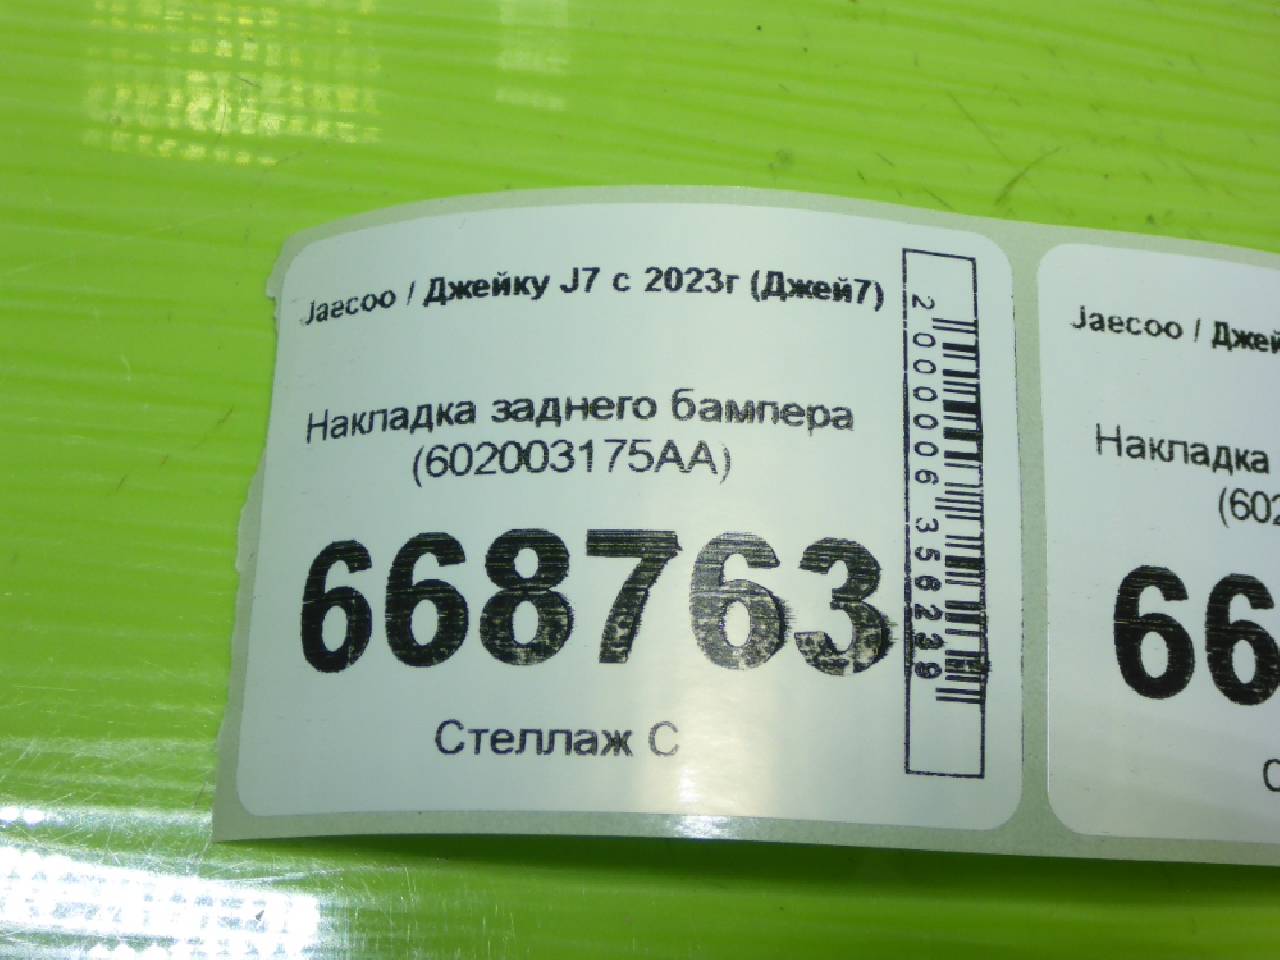 Jaecoo / Джейку J7 с 2023г (Джей7)
Накладка заднего бампера
(602003175AA)
668763
Стеллаж С
2000006356239
Jaecoo / Джей
Накладка
(602
66
С